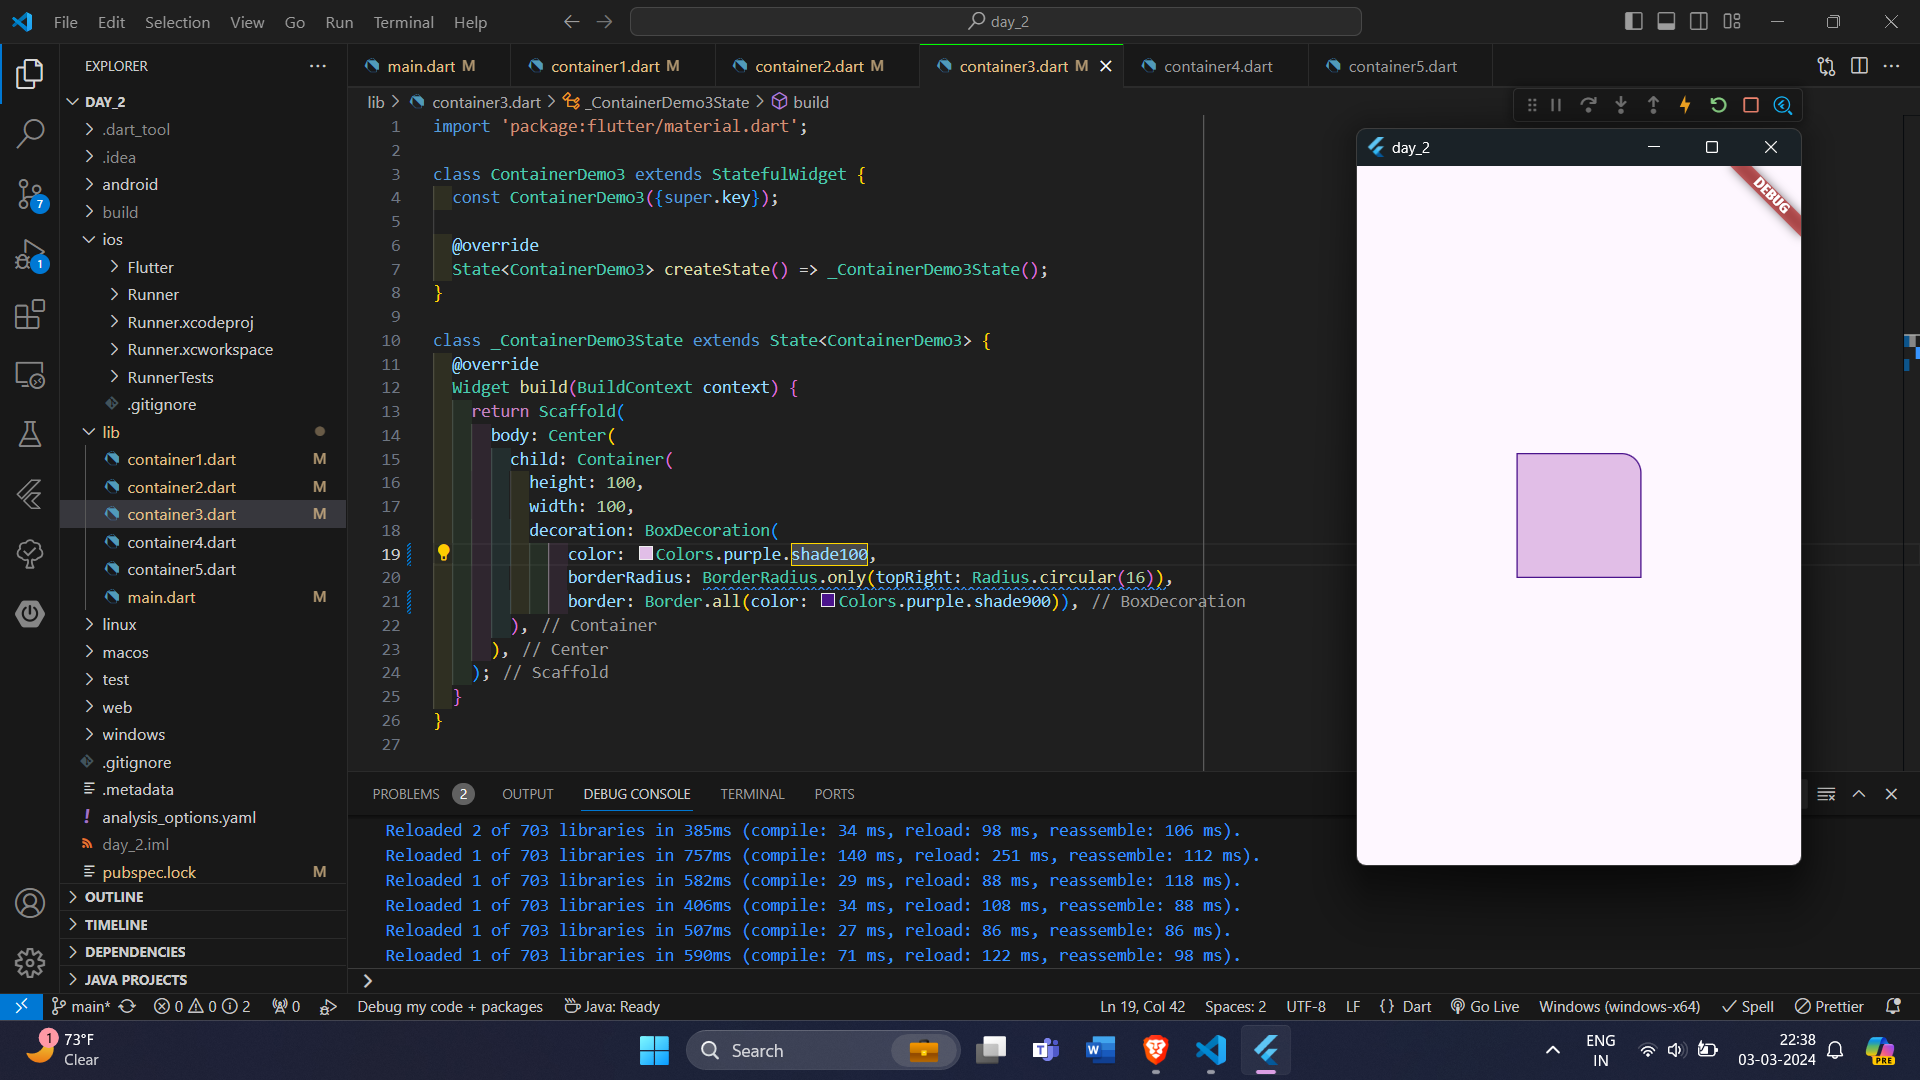 File Edit Selection View Go Run Terminal Help
day_2
EXPLORER
DAY_2
.dart_tool
.idea
android
build
ios
Flutter
Runner
Runner.xcodeproj
Runner.xcworkspace
RunnerTests
.gitignore
lib
container1.dart M
container2.dart M
container3.dart M
container4.dart
container5.dart
main.dart M
linux
macos
test
web
windows
.gitignore
.metadata
! analysis_options.yaml
day_2.iml
pubspec.lock M
OUTLINE
TIMELINE
DEPENDENCIES
JAVA PROJECTS
7
1
main.dart M container1.dart M container2.dart M container3.dart M container4.dart container5.dart
lib > container3.dart > _ContainerDemo3State > build
1 import 'package:flutter/material.dart';
2
3 class ContainerDemo3 extends StatefulWidget {
4 const ContainerDemo3({super.key});
5
6 @override
7 State<ContainerDemo3> createState() => _ContainerDemo3State();
8 }
9
10 class _ContainerDemo3State extends State<ContainerDemo3> {
11 @override
12 Widget build(BuildContext context) {
13 return Scaffold(
14 body: Center(
15 child: Container(
16 height: 100,
17 width: 100,
18 decoration: BoxDecoration(
19 color: Colors.purple.shade100,
20 borderRadius: BorderRadius.only(topRight: Radius.circular(16)),
21 border: Border.all(color: Colors.purple.shade900)), // BoxDecoration
22 ), // Container
23 ), // Center
24 ); // Scaffold
25 }
26 }
27
day_2
DEBUG
PROBLEMS 2 OUTPUT DEBUG CONSOLE TERMINAL PORTS
Reloaded 2 of 703 libraries in 385ms (compile: 34 ms, reload: 98 ms, reassemble: 106 ms).
Reloaded 1 of 703 libraries in 757ms (compile: 140 ms, reload: 251 ms, reassemble: 112 ms).
Reloaded 1 of 703 libraries in 582ms (compile: 29 ms, reload: 88 ms, reassemble: 118 ms).
Reloaded 1 of 703 libraries in 406ms (compile: 34 ms, reload: 108 ms, reassemble: 88 ms).
Reloaded 1 of 703 libraries in 507ms (compile: 27 ms, reload: 86 ms, reassemble: 86 ms).
Reloaded 1 of 703 libraries in 590ms (compile: 71 ms, reload: 122 ms, reassemble: 98 ms).
>
main* 0 0 2 0 Debug my code + packages Java: Ready Ln 19, Col 42 Spaces: 2 UTF-8 LF {} Dart Go Live Windows (windows-x64) Spell Prettier
1 73°F
Clear
Search
ENG
IN
22:38
03-03-2024
PRE